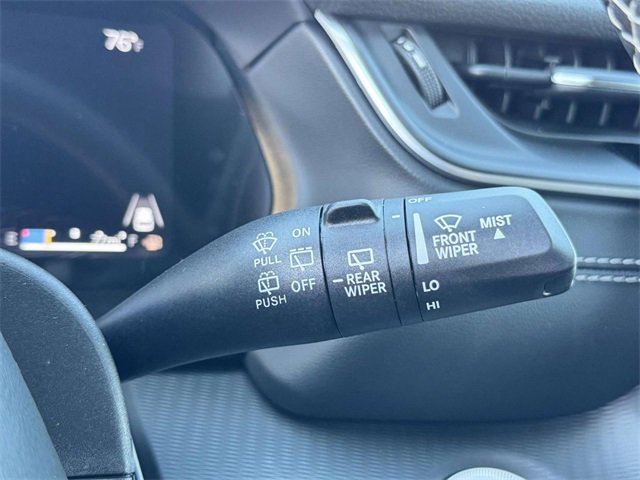 76°F
OFF
PULL
ON
PUSH
OFF
REAR
WIPER
FRONT
WIPER
MIST
LO
HI